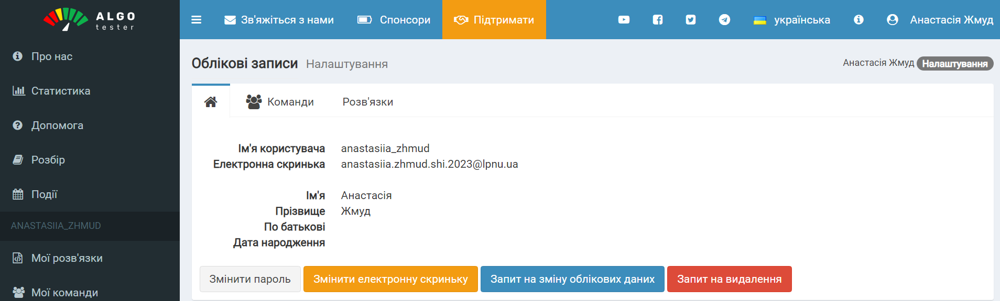 ALGO
tester
Зв'яжіться з нами
Спонсори
Підтримати
українська
Анастасія Жмуд
Про нас
Статистика
Допомога
Розбір
Події
ANASTASIIA_ZHMUD
Мої розв'язки
Мої команди
Облікові записи Налаштування
Анастасія Жмуд Налаштування
Команди
Розв'язки
Ім'я користувача anastasiia_zhmud
Електронна скринька anastasiia.zhmud.shi.2023@lpnu.ua
Ім'я Анастасія
Прізвище Жмуд
По батькові
Дата народження
Змінити пароль
Змінити електронну скриньку
Запит на зміну облікових даних
Запит на видалення